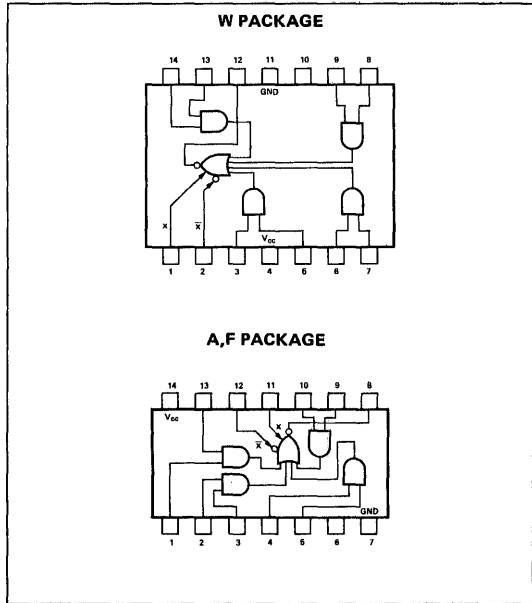 W PACKAGE
14 13 12 11 10 9 8
GND
x x̄
Vcc
1 2 3 4 5 6 7
A,F PACKAGE
14 13 12 11 10 9 8
Vcc
x̄ x
GND
1 2 3 4 5 6 7